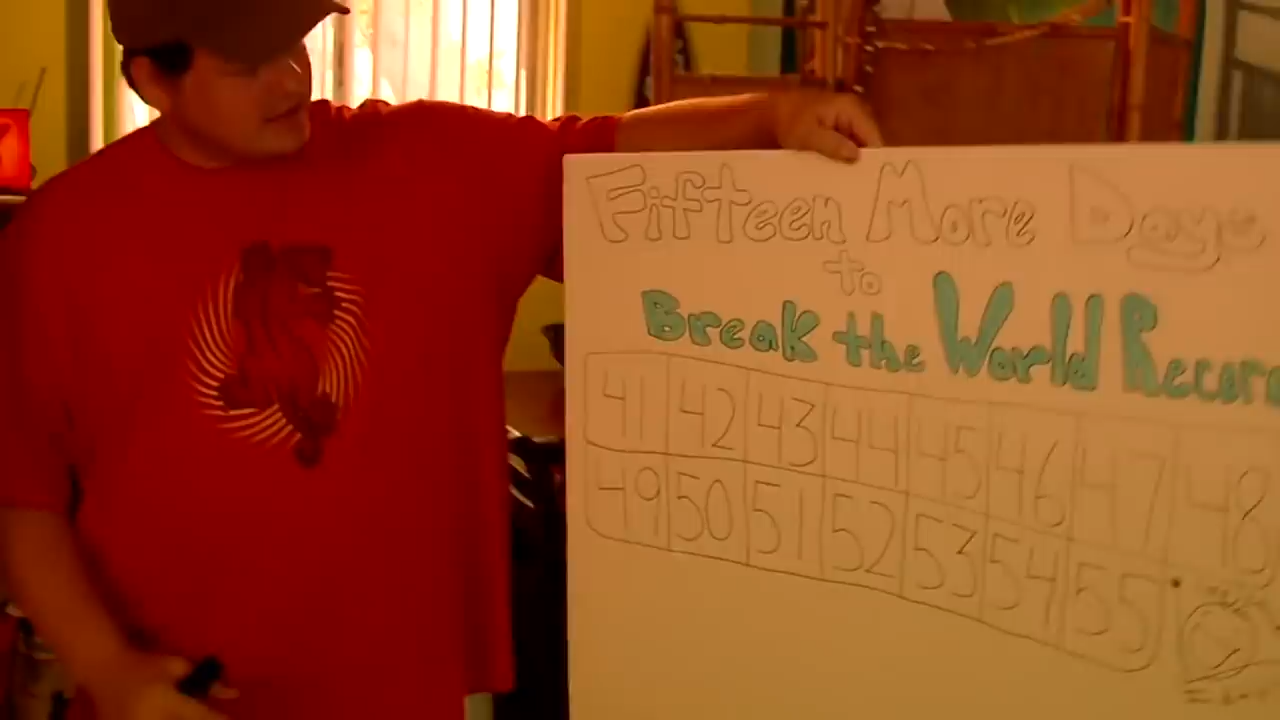 Fifteen More Days
to
Break the World Record
41 42 43 44 45 46 47 48
49 50 51 52 53 54 55